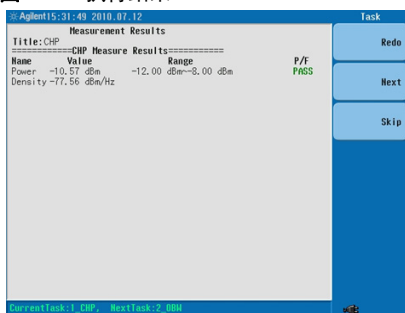 Agilent 15:31:49 2010.07.12
Task
Measurement Results
Title:CHP
============CHP Measure Results===========
Name Value Range P/F
Power -10.57 dBm -12.00 dBm~-8.00 dBm PASS
Density -77.56 dBm/Hz
Redo
Next
Skip
CurrentTask:1_CHP, NextTask:2_OBW